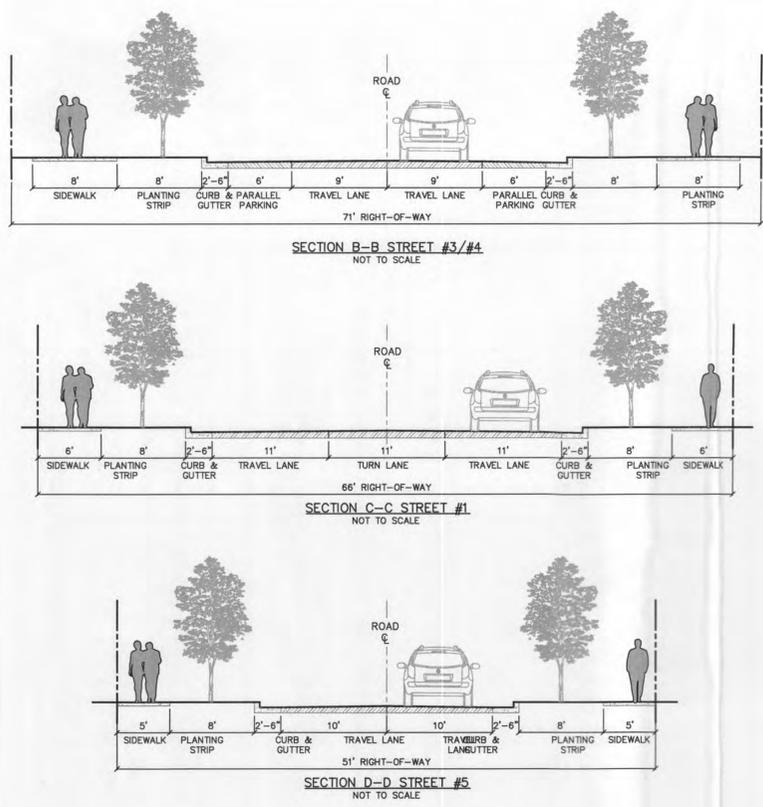 ROAD
℄
8' 8' 2'-6" 6' 9' 9' 6' 2'-6" 8' 8'
SIDEWALK PLANTING STRIP CURB & GUTTER PARALLEL PARKING TRAVEL LANE TRAVEL LANE PARALLEL PARKING CURB & GUTTER PLANTING STRIP
71' RIGHT-OF-WAY
SECTION B-B STREET #3/#4
NOT TO SCALE
ROAD
℄
6' 8' 2'-6" 11' 11' 11' 2'-6" 8' 6'
SIDEWALK PLANTING STRIP CURB & GUTTER TRAVEL LANE TURN LANE TRAVEL LANE CURB & GUTTER PLANTING STRIP SIDEWALK
66' RIGHT-OF-WAY
SECTION C-C STREET #1
NOT TO SCALE
ROAD
℄
5' 8' 2'-6" 10' 10' 2'-6" 8' 5'
SIDEWALK PLANTING STRIP CURB & GUTTER TRAVEL LANE TRAVEL LANE CURB & GUTTER PLANTING STRIP SIDEWALK
51' RIGHT-OF-WAY
SECTION D-D STREET #5
NOT TO SCALE